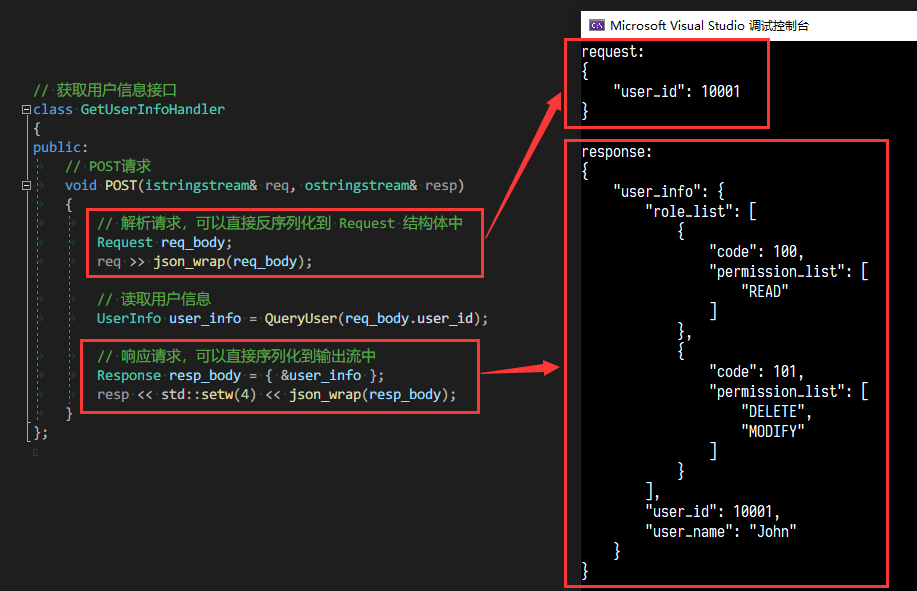 // 获取用户信息接口
class GetUserInfoHandler
{
public:
    // POST请求
    void POST(istringstream& req, ostringstream& resp)
    {
        // 解析请求，可以直接反序列化到 Request 结构体中
        Request req_body;
        req >> json_wrap(req_body);

        // 读取用户信息
        UserInfo user_info = QueryUser(req_body.user_id);

        // 响应请求，可以直接序列化到输出流中
        Response resp_body = { &user_info };
        resp << std::setw(4) << json_wrap(resp_body);
    }
};
Microsoft Visual Studio 调试控制台
request:
{
    "user_id": 10001
}

response:
{
    "user_info": {
        "role_list": [
            {
                "code": 100,
                "permission_list": [
                    "READ"
                ]
            },
            {
                "code": 101,
                "permission_list": [
                    "DELETE",
                    "MODIFY"
                ]
            }
        ],
        "user_id": 10001,
        "user_name": "John"
    }
}